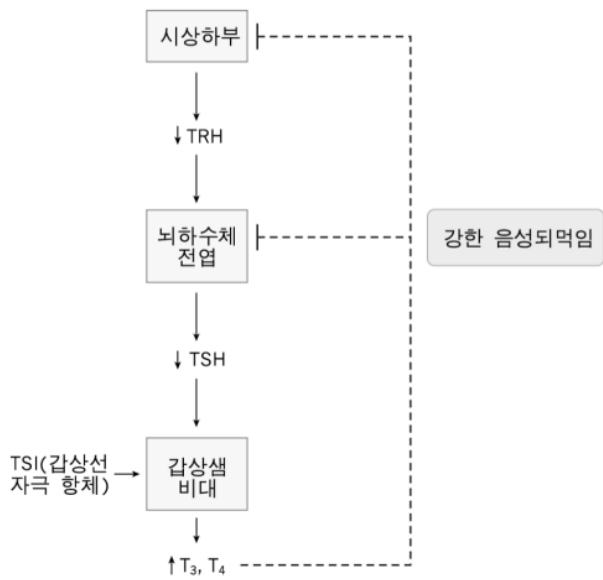 시상하부
↓ TRH
뇌하수체
전엽
강한 음성되먹임
↓ TSH
TSI(갑상선
자극 항체)
갑상샘
비대
↑ T₃, T₄